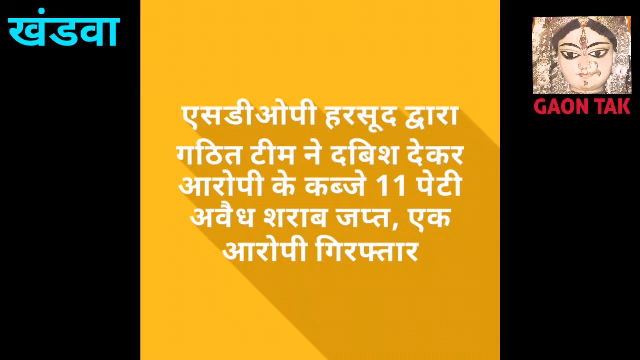 खंडवा
GAON TAK
एसडीओपी हरसूद द्वारा
गठित टीम ने दबिश देकर
आरोपी के कब्जे 11 पेटी
अवैध शराब जप्त, एक
आरोपी गिरफ्तार